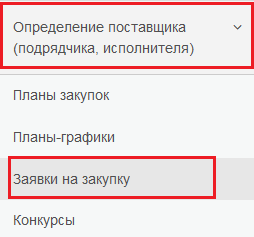 Определение поставщика
(подрядчика, исполнителя)
Планы закупок
Планы-графики
Заявки на закупку
Конкурсы